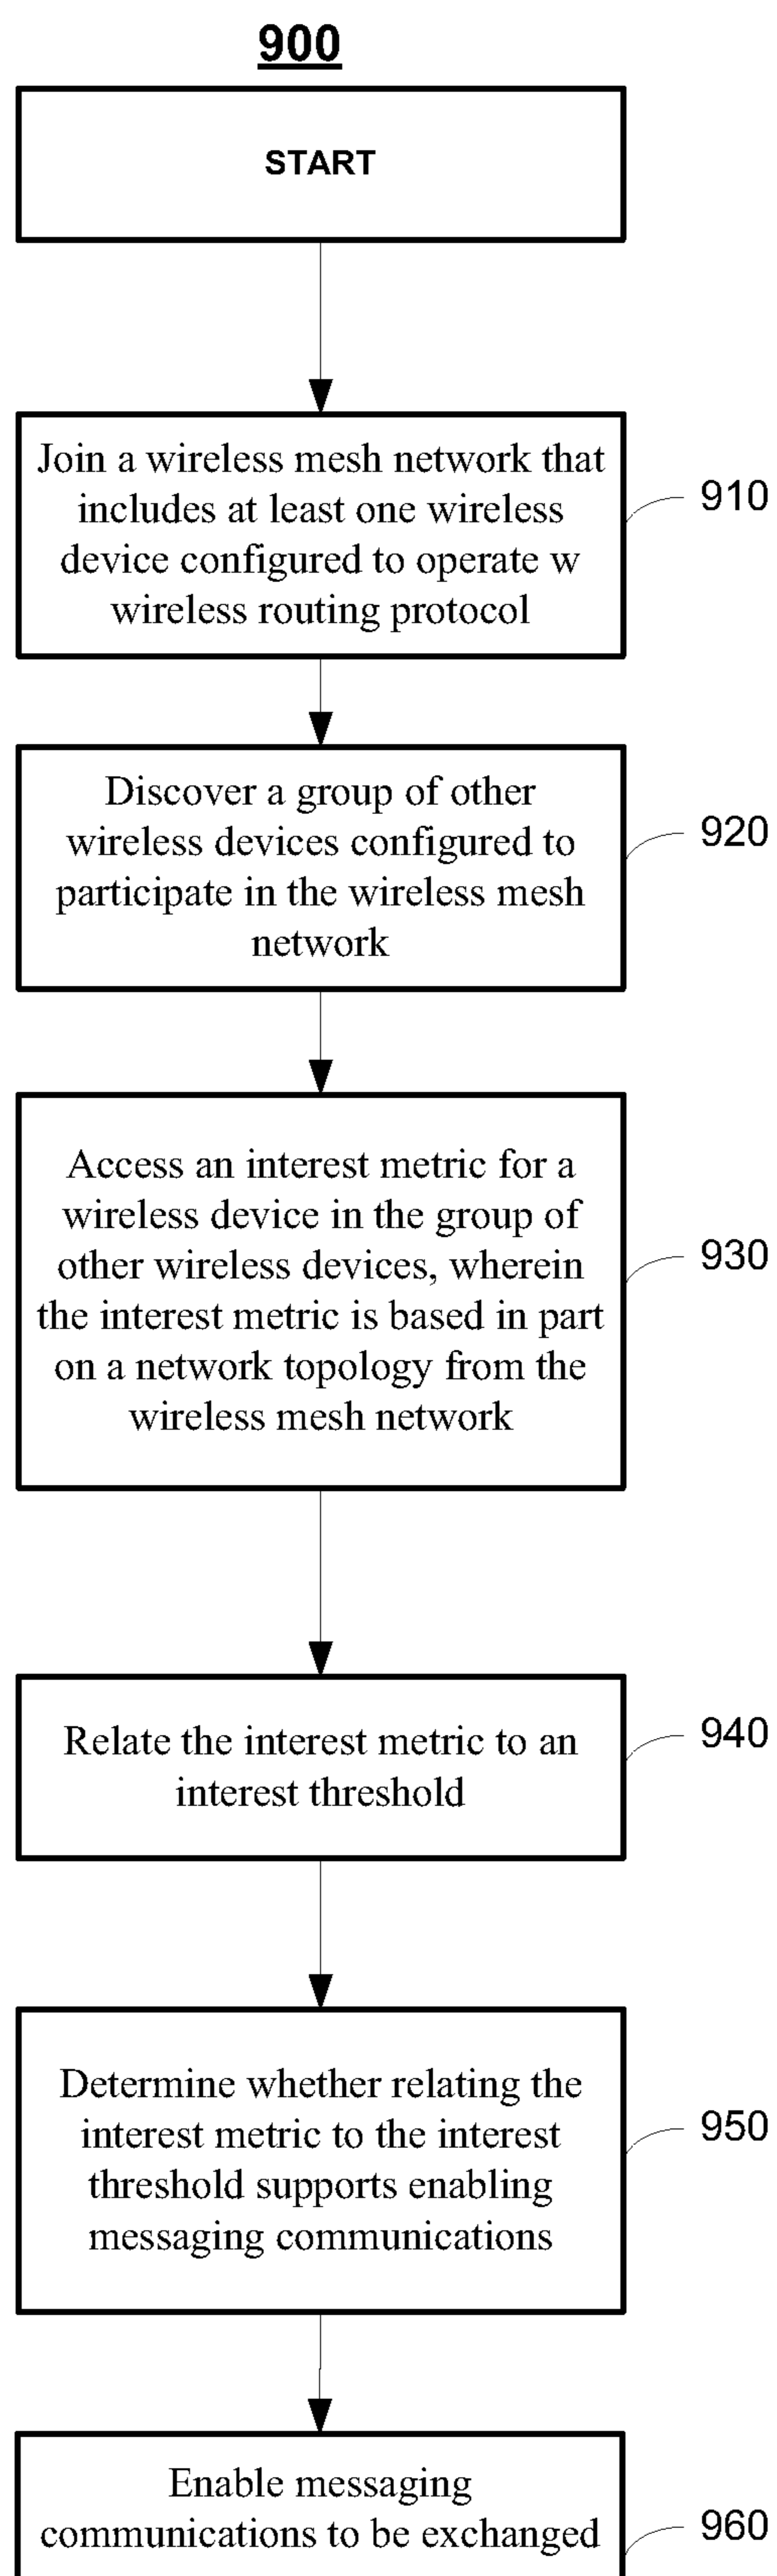 900
START
Join a wireless mesh network that
includes at least one wireless
device configured to operate w
wireless routing protocol
910
Discover a group of other
wireless devices configured to
participate in the wireless mesh
network
920
Access an interest metric for a
wireless device in the group of
other wireless devices, wherein
the interest metric is based in part
on a network topology from the
wireless mesh network
930
Relate the interest metric to an
interest threshold
940
Determine whether relating the
interest metric to the interest
threshold supports enabling
messaging communications
950
Enable messaging
communications to be exchanged
960